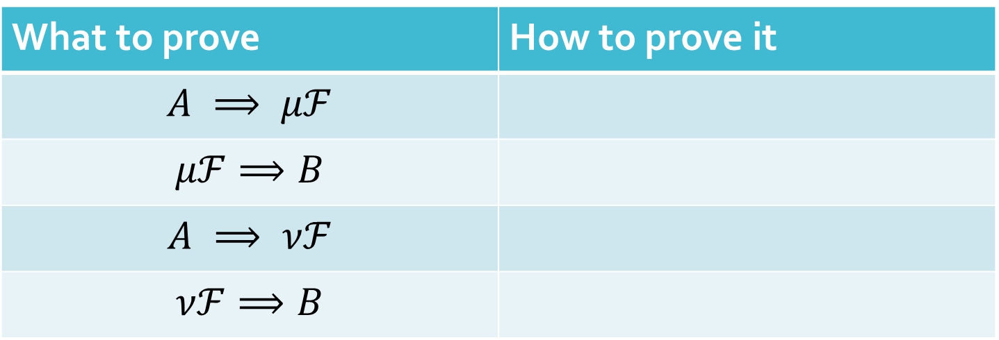 What to prove How to prove it
A ⟹ μℱ
μℱ ⟹ B
A ⟹ νℱ
νℱ ⟹ B